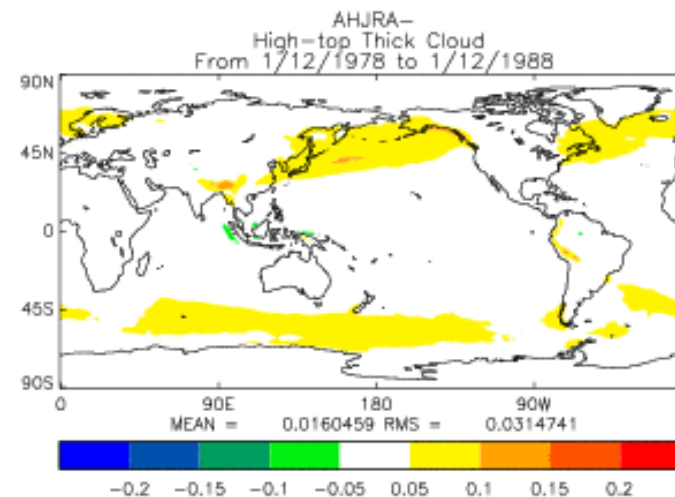 AHJRA-
High-top Thick Cloud
From 1/12/1978 to 1/12/1988
90N
45N
0
45S
90S
0 90E 180 90W
MEAN = 0.0160459 RMS = 0.0314741
-0.2 -0.15 -0.1 -0.05 0.05 0.1 0.15 0.2